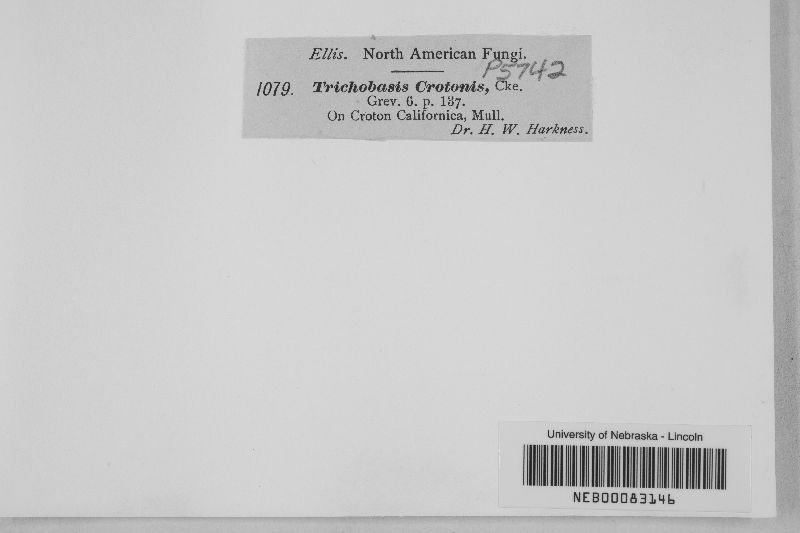 Ellis. North American Fungi.
P5742
1079. Trichobasis Crotonis, Cke.
Grev. 6. p. 137.
On Croton Californica, Mull.
Dr. H. W. Harkness.
University of Nebraska - Lincoln
NEB00083146